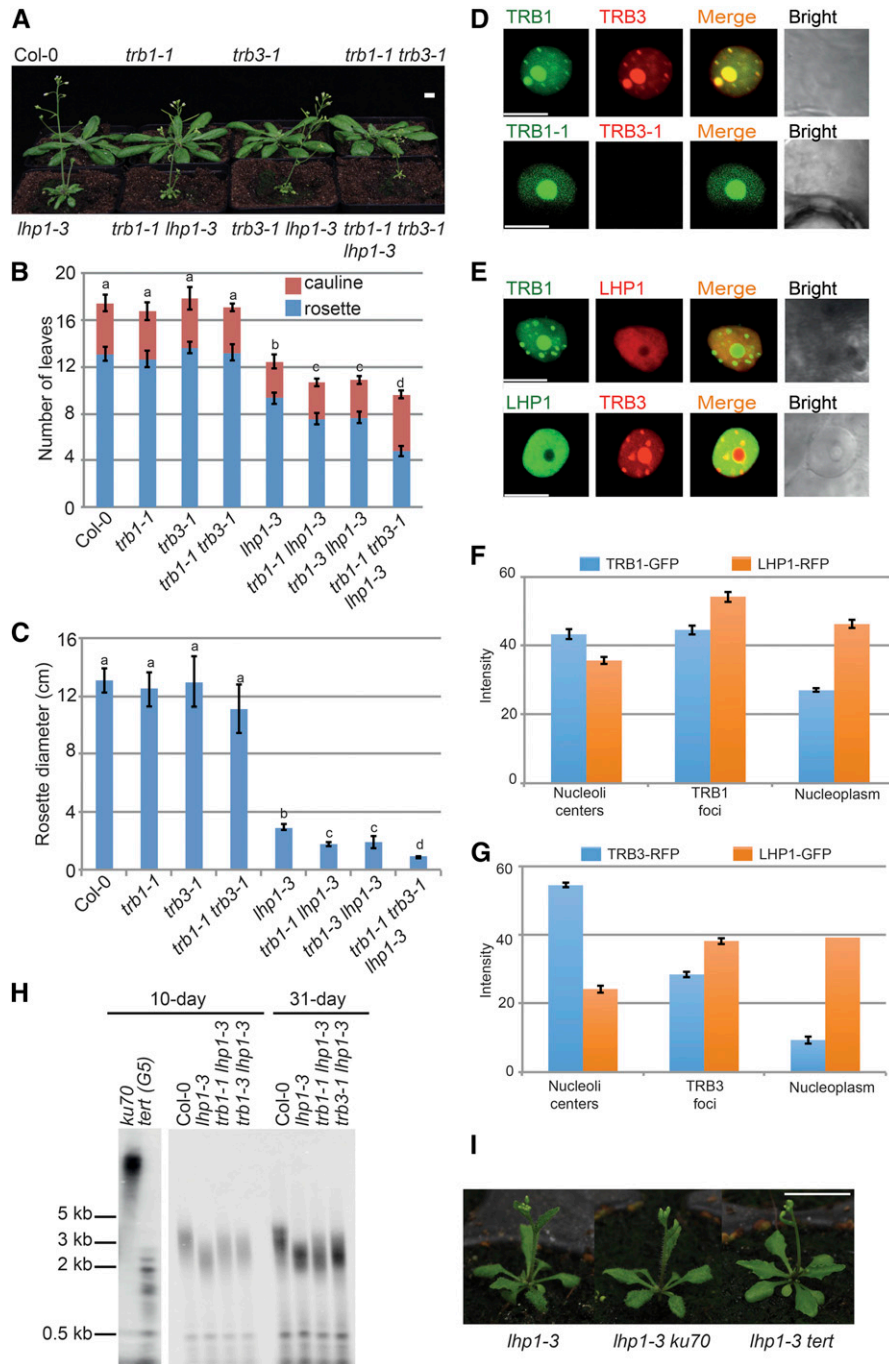 A
Col-0 trb1-1 trb3-1 trb1-1 trb3-1
lhp1-3 trb1-1 lhp1-3 trb3-1 lhp1-3 trb1-1 trb3-1
lhp1-3
B
Number of leaves
20
16
12
8
4
0
cauline
rosette
a a a a b c c d
Col-0
trb1-1
trb3-1
trb1-1 trb3-1
lhp1-3
trb1-1 lhp1-3
trb1-3 lhp1-3
trb1-1 trb3-1
lhp1-3
C
Rosette diameter (cm)
16
12
8
4
0
a a a a b c c d
Col-0
trb1-1
trb3-1
trb1-1 trb3-1
lhp1-3
trb1-1 lhp1-3
trb1-3 lhp1-3
trb1-1 trb3-1
lhp1-3
D
TRB1 TRB3 Merge Bright
TRB1-1 TRB3-1 Merge Bright
E
TRB1 LHP1 Merge Bright
LHP1 TRB3 Merge Bright
F
TRB1-GFP LHP1-RFP
Intensity
60
40
20
0
Nucleoli
centers
TRB1
foci
Nucleoplasm
G
TRB3-RFP LHP1-GFP
Intensity
60
40
20
0
Nucleoli
centers
TRB3
foci
Nucleoplasm
H
10-day 31-day
ku70
tert (G5)
Col-0
lhp1-3
trb1-1 lhp1-3
trb1-3 lhp1-3
Col-0
lhp1-3
trb1-1 lhp1-3
trb3-1 lhp1-3
5 kb
3 kb
2 kb
0.5 kb
I
lhp1-3 lhp1-3 ku70 lhp1-3 tert